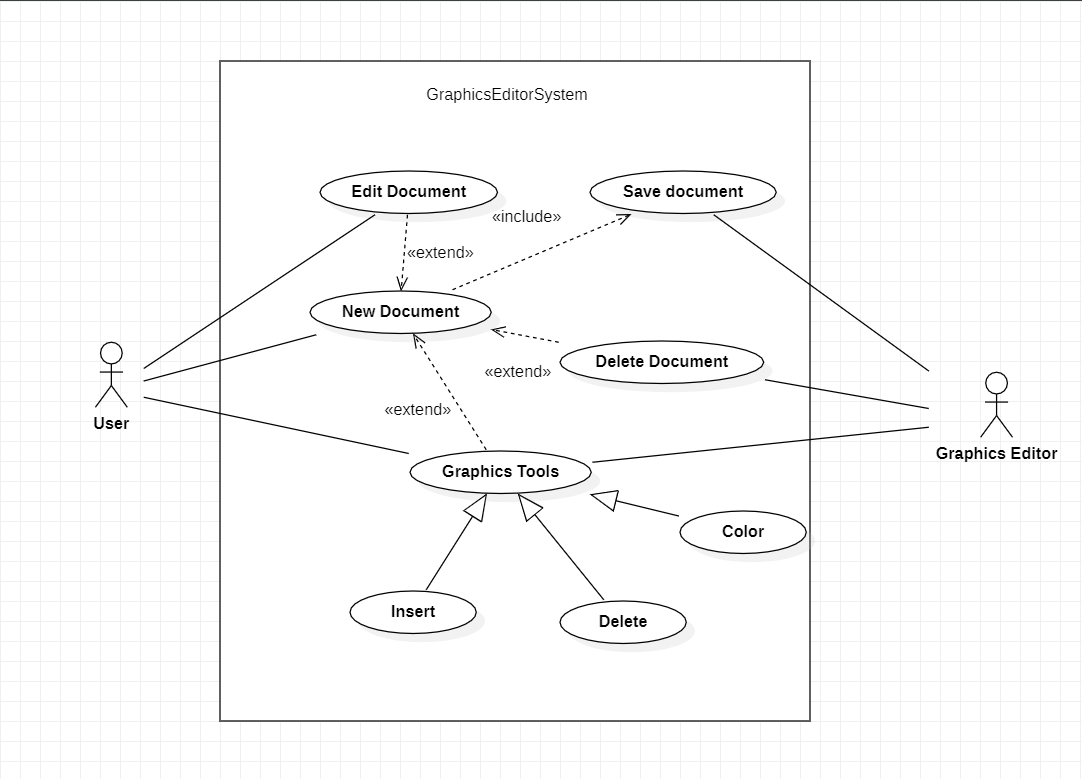 GraphicsEditorSystem
Edit Document
Save document
«include»
«extend»
New Document
Delete Document
«extend»
«extend»
User
Graphics Editor
Graphics Tools
Color
Insert
Delete